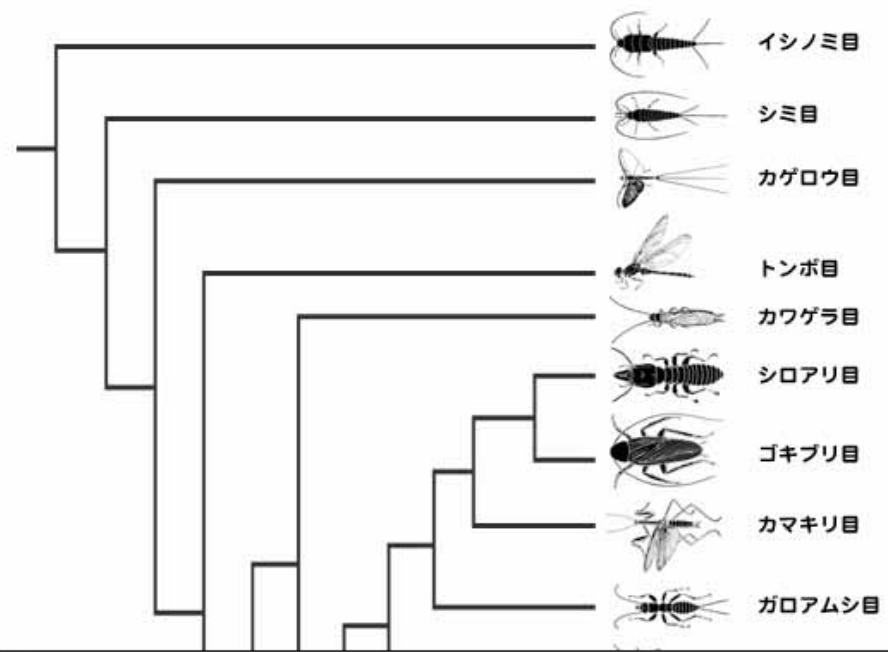 イシノミ目
シミ目
カゲロウ目
トンボ目
カワゲラ目
シロアリ目
ゴキブリ目
カマキリ目
ガロアムシ目